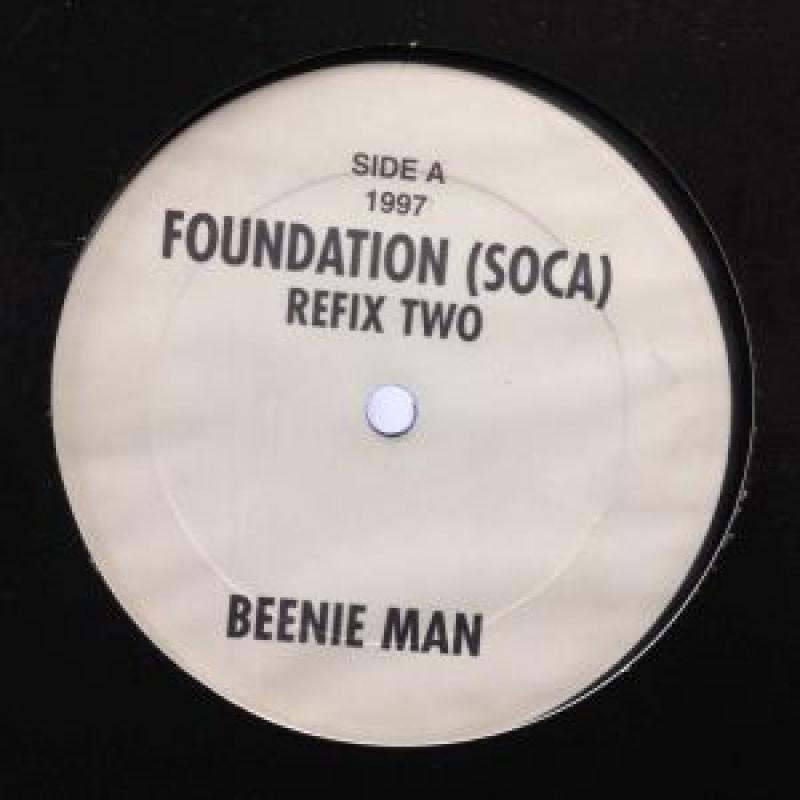 SIDE A
1997
FOUNDATION (SOCA)
REFIX TWO
BEENIE MAN